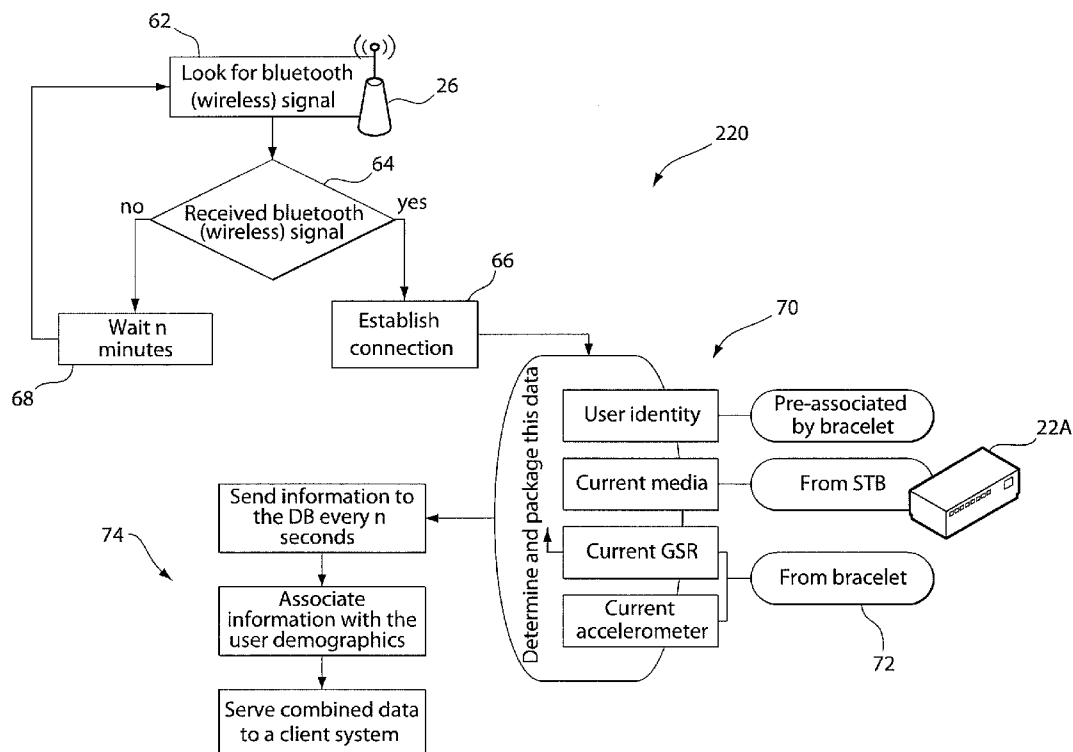 62
Look for bluetooth
(wireless) signal
26
220
64
no
Received bluetooth
(wireless) signal
yes
66
Wait n
minutes
68
Establish
connection
70
Determine and package this data
User identity
Pre-associated
by bracelet
22A
Current media
From STB
Current GSR
Current
accelerometer
From bracelet
72
74
Send information to
the DB every n
seconds
Associate
information with the
user demographics
Serve combined data
to a client system